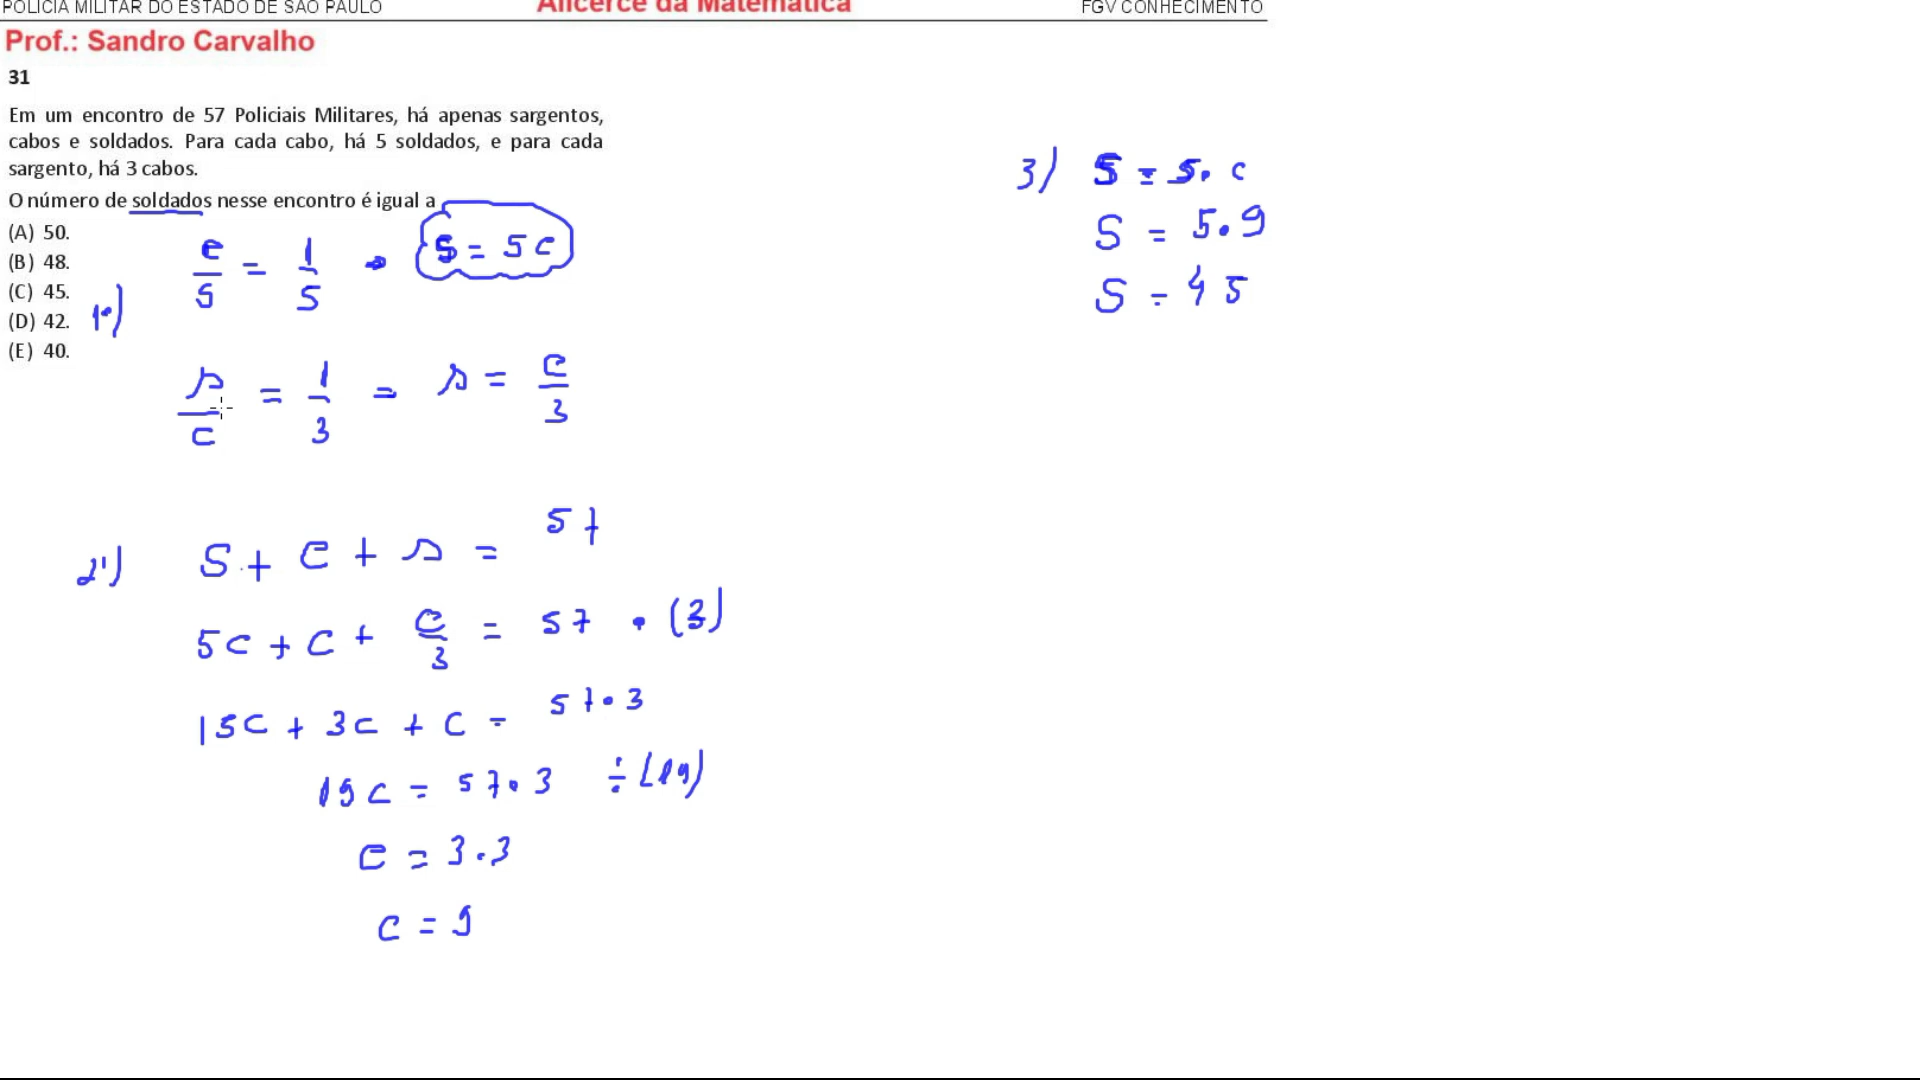 POLÍCIA MILITAR DO ESTADO DE SÃO PAULO Alicerce da Matemática FGV CONHECIMENTO
Prof.: Sandro Carvalho
31
Em um encontro de 57 Policiais Militares, há apenas sargentos,
cabos e soldados. Para cada cabo, há 5 soldados, e para cada
sargento, há 3 cabos.
O número de soldados nesse encontro é igual a
(A) 50.
(B) 48.
(C) 45.
(D) 42.
(E) 40.
1º)
c/S = 1/5 → S = 5c
s/c = 1/3 = s = c/3
2º)
S + c + s = 57
5c + c + c/3 = 57 . (3)
15c + 3c + c = 57.3
19c = 57.3 ÷ (19)
c = 3.3
c = 9
3) S = 5. c
S = 5.9
S = 45